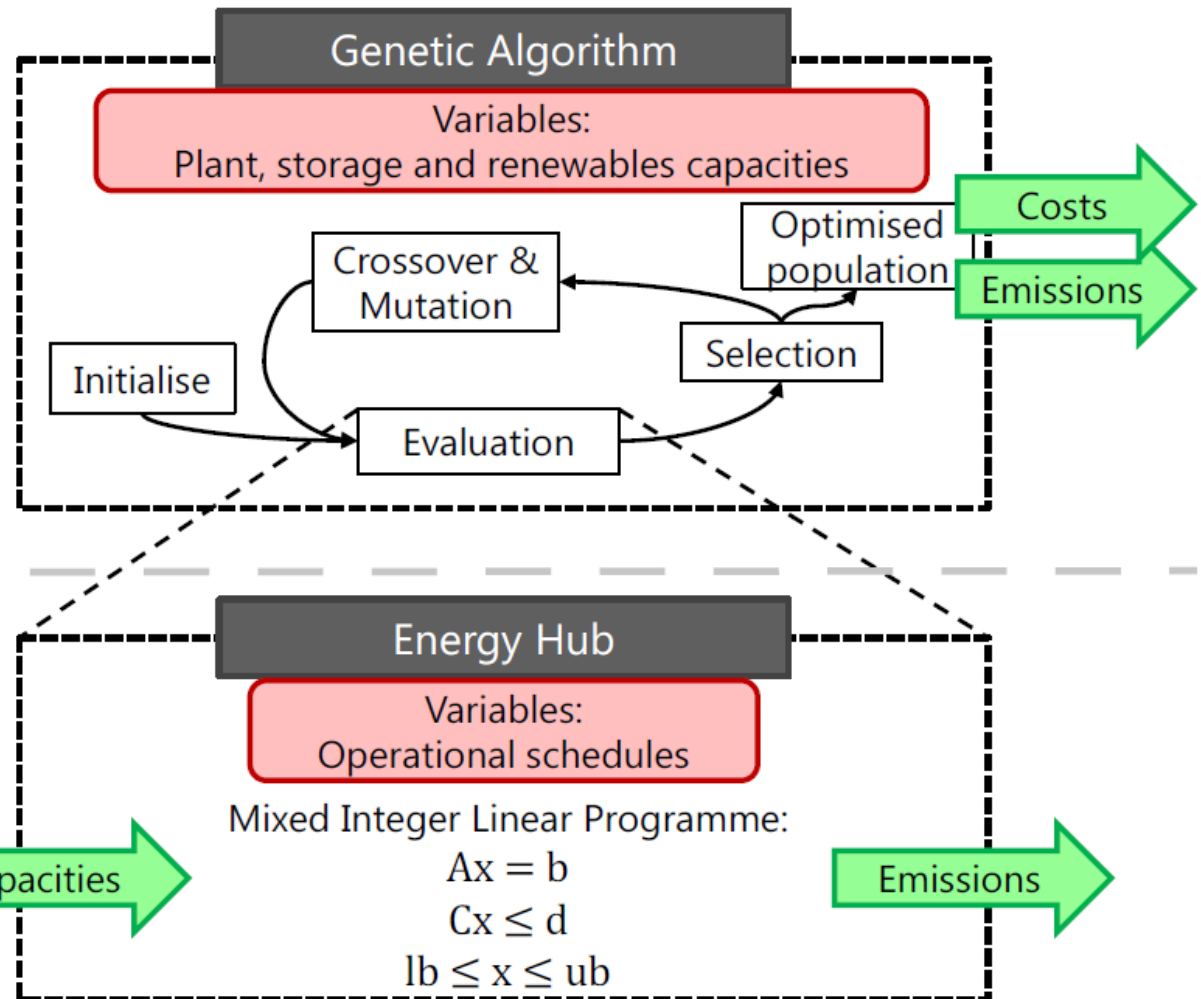 Genetic Algorithm
Variables:
Plant, storage and renewables capacities
Costs
Optimised
population
Emissions
Crossover &
Mutation
Selection
Initialise
Evaluation
Energy Hub
Variables:
Operational schedules
Mixed Integer Linear Programme:
Ax = b
pacities
Emissions
Cx ≤ d
lb ≤ x ≤ ub